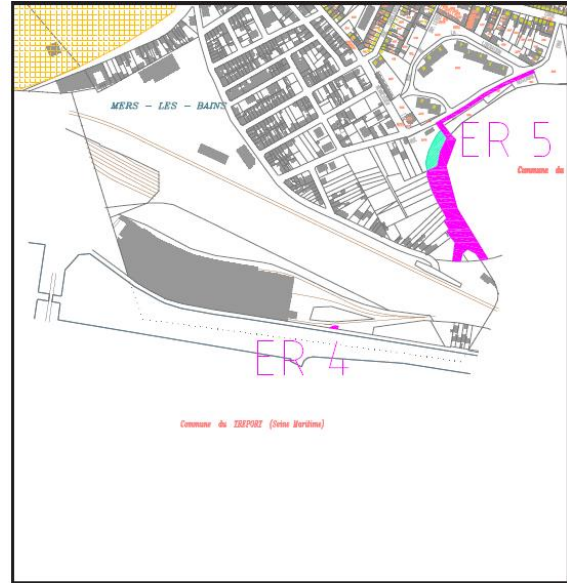 MERS - LES - BAINS
ER 5
Commune du
ER 4
Commune du TREPORT (Seine Maritime)